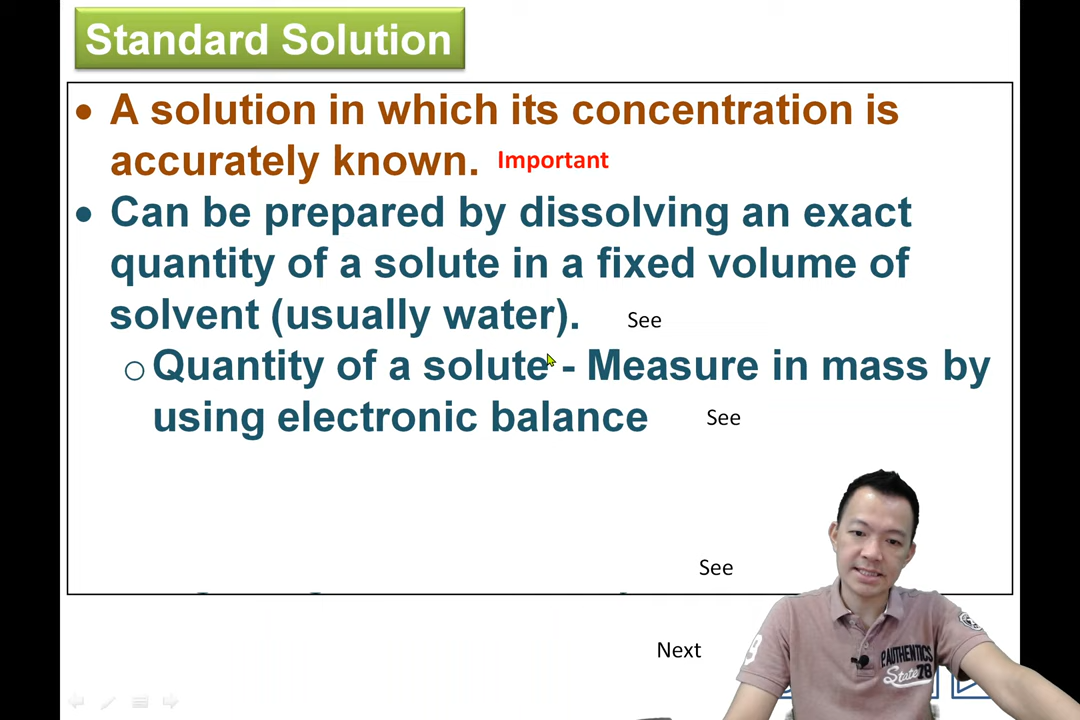 Standard Solution
• A solution in which its concentration is
accurately known. Important
• Can be prepared by dissolving an exact
quantity of a solute in a fixed volume of
solvent (usually water). See
○ Quantity of a solute - Measure in mass by
using electronic balance See
See
Next
AUTHENTICS
State 78